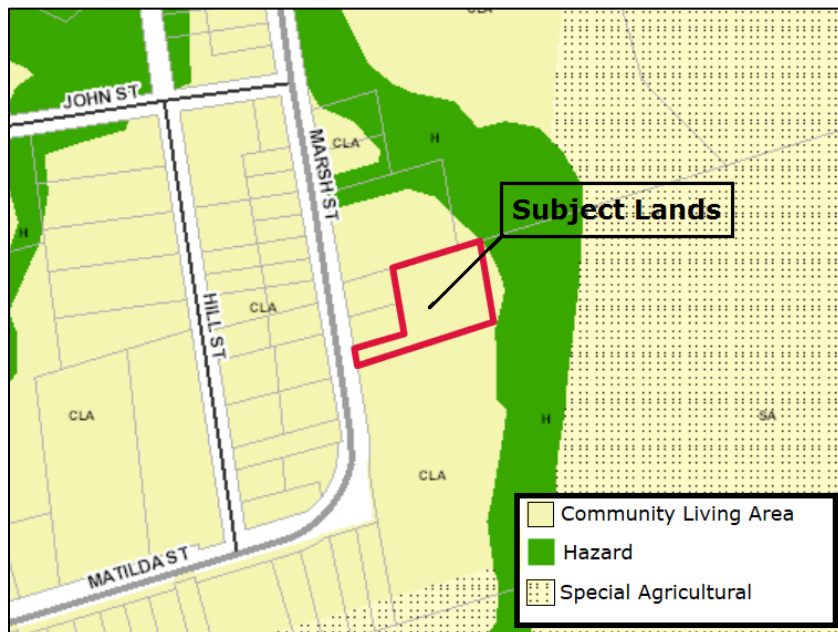 CLA
JOHN ST
MARSH ST
CLA
H
Subject Lands
H
HILL ST
CLA
CLA
H
SA
CLA
MATILDA ST
Community Living Area
Hazard
Special Agricultural